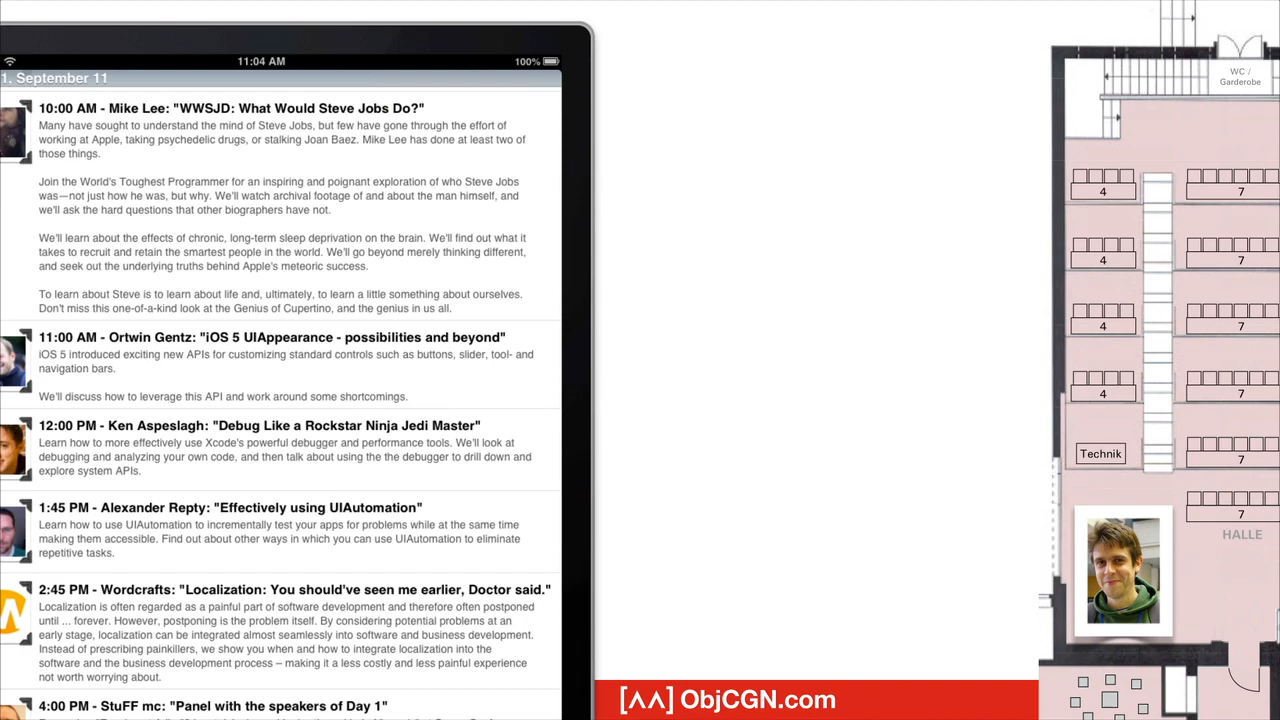 11:04 AM
100%
1. September 11
10:00 AM - Mike Lee: "WWSJD: What Would Steve Jobs Do?"
Many have sought to understand the mind of Steve Jobs, but few have gone through the effort of
working at Apple, taking psychedelic drugs, or stalking Joan Baez. Mike Lee has done at least two of
those things.
Join the World's Toughest Programmer for an inspiring and poignant exploration of who Steve Jobs
was—not just how he was, but why. We'll watch archival footage of and about the man himself, and
we'll ask the hard questions that other biographers have not.
We'll learn about the effects of chronic, long-term sleep deprivation on the brain. We'll find out what it
takes to recruit and retain the smartest people in the world. We'll go beyond merely thinking different,
and seek out the underlying truths behind Apple's meteoric success.
To learn about Steve is to learn about life and, ultimately, to learn a little something about ourselves.
Don't miss this one-of-a-kind look at the Genius of Cupertino, and the genius in us all.
11:00 AM - Ortwin Gentz: "iOS 5 UIAppearance - possibilities and beyond"
iOS 5 introduced exciting new APIs for customizing standard controls such as buttons, slider, tool- and
navigation bars.
We'll discuss how to leverage this API and work around some shortcomings.
12:00 PM - Ken Aspeslagh: "Debug Like a Rockstar Ninja Jedi Master"
Learn how to more effectively use Xcode's powerful debugger and performance tools. We'll look at
debugging and analyzing your own code, and then talk about using the the debugger to drill down and
explore system APIs.
1:45 PM - Alexander Repty: "Effectively using UIAutomation"
Learn how to use UIAutomation to incrementally test your apps for problems while at the same time
making them accessible. Find out about other ways in which you can use UIAutomation to eliminate
repetitive tasks.
2:45 PM - Wordcrafts: "Localization: You should've seen me earlier, Doctor said."
Localization is often regarded as a painful part of software development and therefore often postponed
until ... forever. However, postponing is the problem itself. By considering potential problems at an
early stage, localization can be integrated almost seamlessly into software and business development.
Instead of prescribing painkillers, we show you when and how to integrate localization into the
software and the business development process – making it a less costly and less painful experience
not worth worrying about.
4:00 PM - StuFF mc: "Panel with the speakers of Day 1"
[ʌʌ] ObjCGN.com
WC /
Garderobe
4
7
4
7
4
7
4
7
Technik
7
7
HALLE